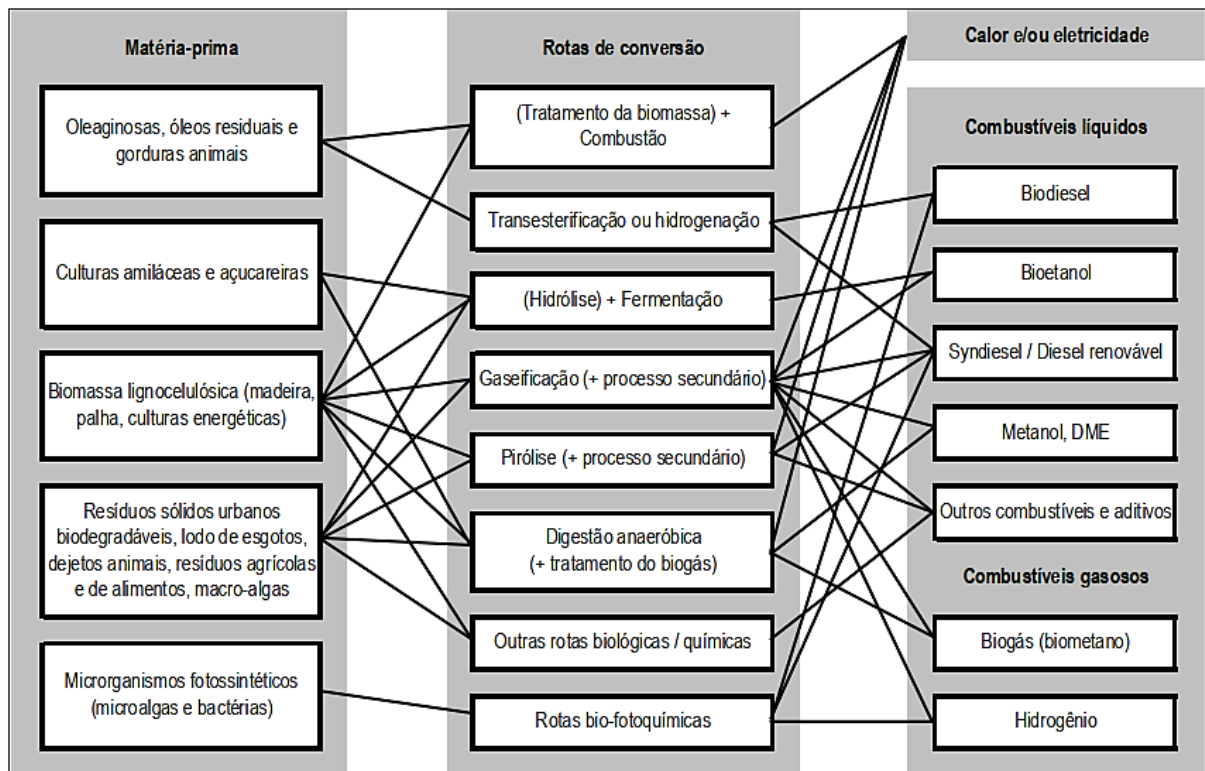 Matéria-prima
Oleaginosas, óleos residuais e
gorduras animais
Culturas amiláceas e açucareiras
Biomassa lignocelulósica (madeira,
palha, culturas energéticas)
Resíduos sólidos urbanos
biodegradáveis, lodo de esgotos,
dejetos animais, resíduos agrícolas
e de alimentos, macro-algas
Microrganismos fotossintéticos
(microalgas e bactérias)
Rotas de conversão
(Tratamento da biomassa) +
Combustão
Transesterificação ou hidrogenação
(Hidrólise) + Fermentação
Gaseificação (+ processo secundário)
Pirólise (+ processo secundário)
Digestão anaeróbica
(+ tratamento do biogás)
Outras rotas biológicas / químicas
Rotas bio-fotoquímicas
Calor e/ou eletricidade
Combustíveis líquidos
Biodiesel
Bioetanol
Syndiesel / Diesel renovável
Metanol, DME
Outros combustíveis e aditivos
Combustíveis gasosos
Biogás (biometano)
Hidrogênio